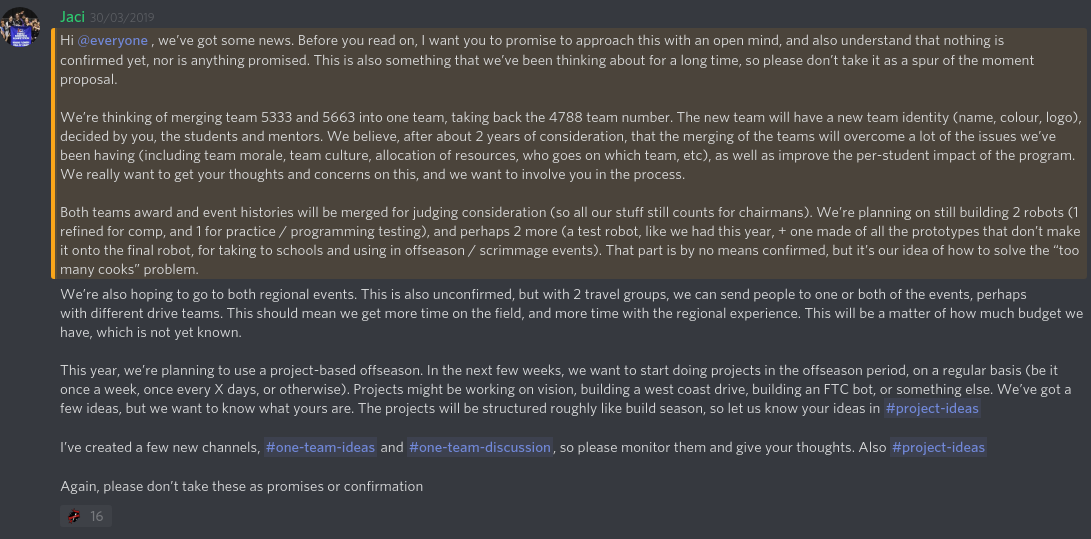 Jaci 30/03/2019
Hi @everyone , we’ve got some news. Before you read on, I want you to promise to approach this with an open mind, and also understand that nothing is
confirmed yet, nor is anything promised. This is also something that we’ve been thinking about for a long time, so please don’t take it as a spur of the moment
proposal.
We’re thinking of merging team 5333 and 5663 into one team, taking back the 4788 team number. The new team will have a new team identity (name, colour, logo),
decided by you, the students and mentors. We believe, after about 2 years of consideration, that the merging of the teams will overcome a lot of the issues we’ve
been having (including team morale, team culture, allocation of resources, who goes on which team, etc), as well as improve the per-student impact of the program.
We really want to get your thoughts and concerns on this, and we want to involve you in the process.
Both teams award and event histories will be merged for judging consideration (so all our stuff still counts for chairmans). We’re planning on still building 2 robots (1
refined for comp, and 1 for practice / programming testing), and perhaps 2 more (a test robot, like we had this year, + one made of all the prototypes that don’t make
it onto the final robot, for taking to schools and using in offseason / scrimmage events). That part is by no means confirmed, but it’s our idea of how to solve the “too
many cooks” problem.
We’re also hoping to go to both regional events. This is also unconfirmed, but with 2 travel groups, we can send people to one or both of the events, perhaps
with different drive teams. This should mean we get more time on the field, and more time with the regional experience. This will be a matter of how much budget we
have, which is not yet known.
This year, we’re planning to use a project-based offseason. In the next few weeks, we want to start doing projects in the offseason period, on a regular basis (be it
once a week, once every X days, or otherwise). Projects might be working on vision, building a west coast drive, building an FTC bot, or something else. We’ve got a
few ideas, but we want to know what yours are. The projects will be structured roughly like build season, so let us know your ideas in #project-ideas
I’ve created a few new channels, #one-team-ideas and #one-team-discussion , so please monitor them and give your thoughts. Also #project-ideas
Again, please don’t take these as promises or confirmation
16